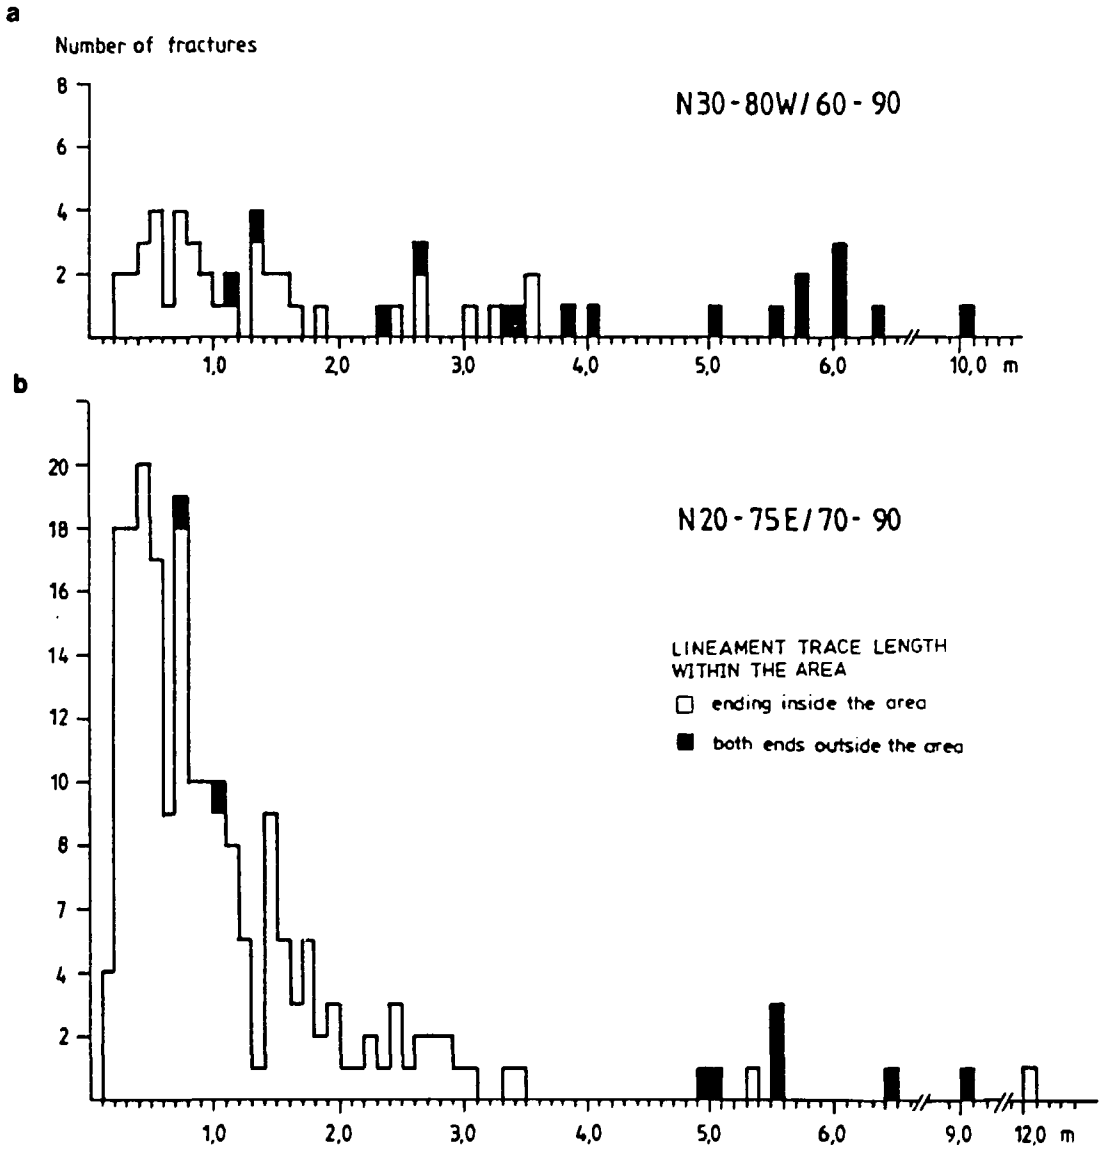 a
Number of fractures
N30-80W/60-90
8
6
4
2
1,0 2,0 3,0 4,0 5,0 6,0 10,0 m
b
20
18
16
14
12
10
8
7
4
2
N20-75E/70-90
LINEAMENT TRACE LENGTH
WITHIN THE AREA
ending inside the area
both ends outside the area
1,0 2,0 3,0 4,0 5,0 6,0 9,0 12,0 m